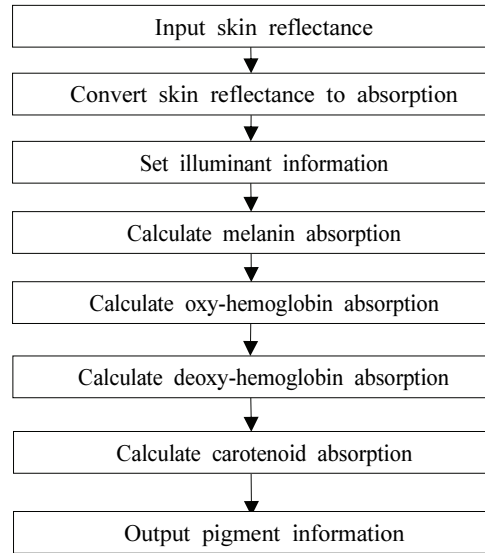 Input skin reflectance
Convert skin reflectance to absorption
Set illuminant information
Calculate melanin absorption
Calculate oxy-hemoglobin absorption
Calculate deoxy-hemoglobin absorption
Calculate carotenoid absorption
Output pigment information